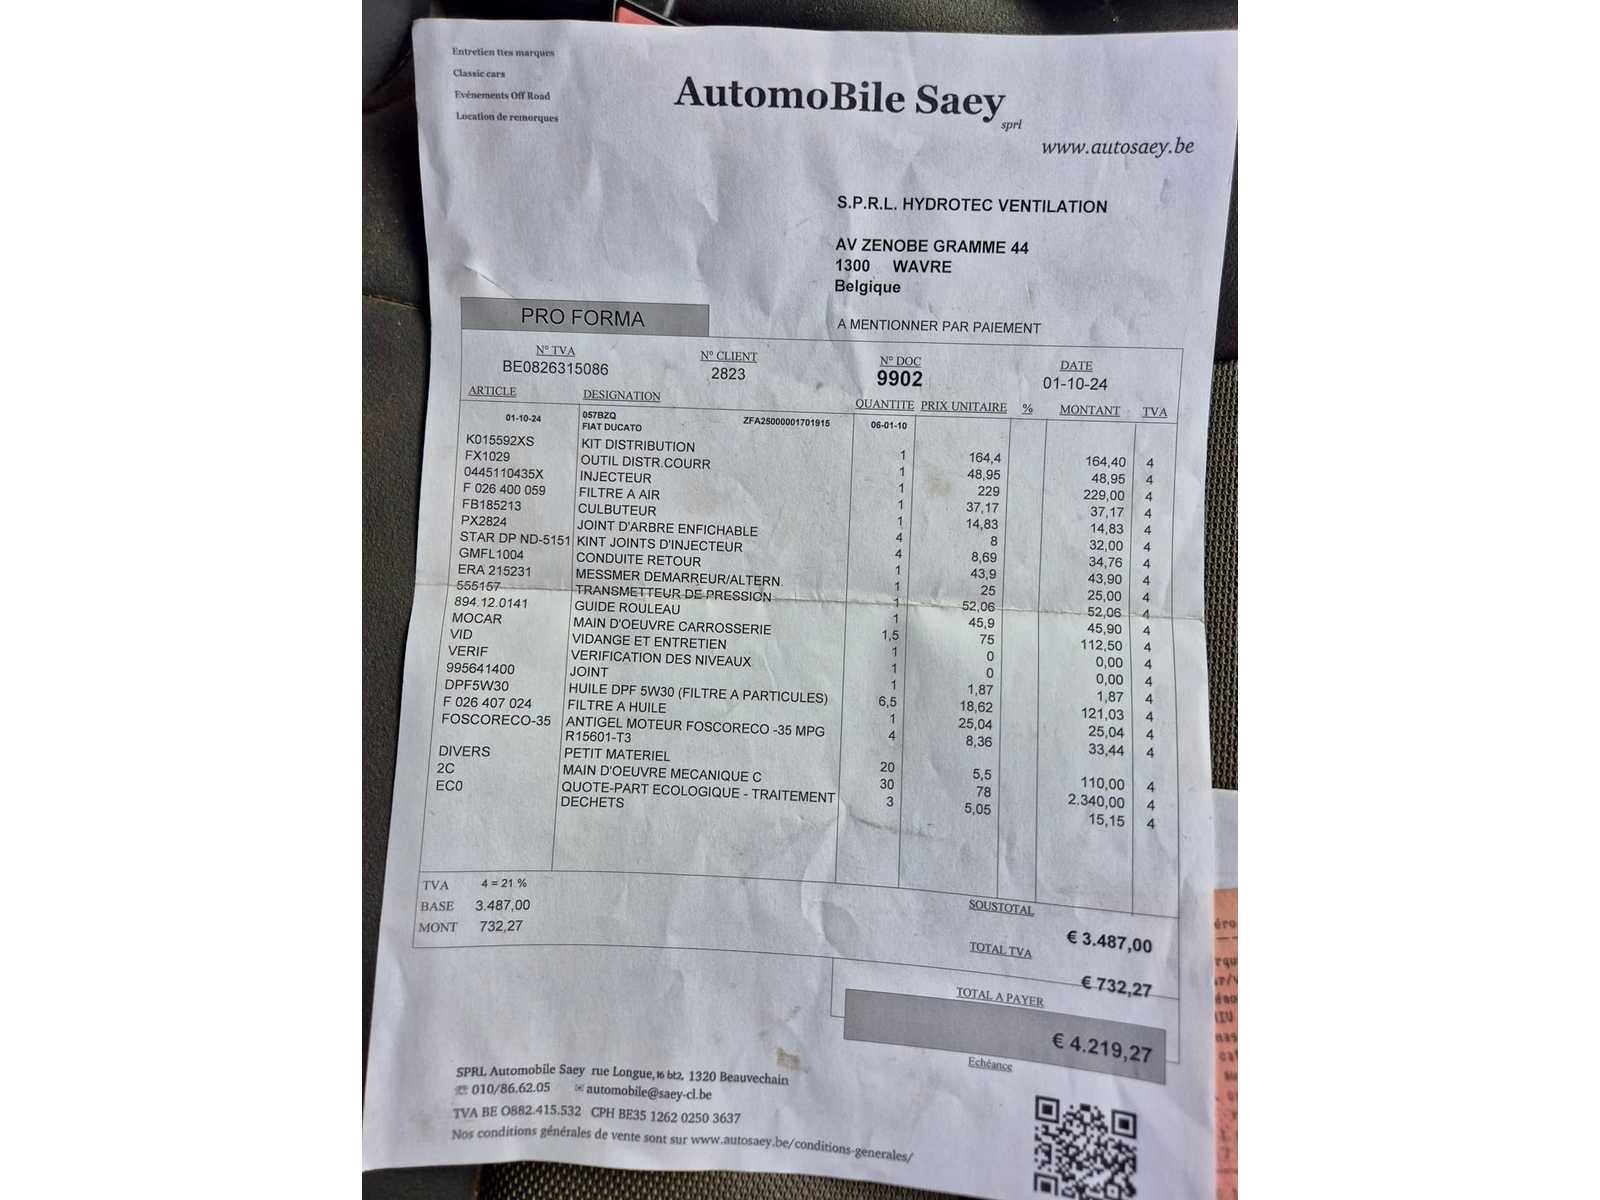 Entretien ttes marques
Classic cars
Evénements Off Road
Location de remorques
AutomoBile Saey
sprl
www.autosaey.be
S.P.R.L. HYDROTEC VENTILATION
AV ZENOBE GRAMME 44
1300 WAVRE
Belgique
PRO FORMA
A MENTIONNER PAR PAIEMENT
N° TVA N° CLIENT N° DOC DATE
BE0826315086 2823 9902 01-10-24
ARTICLE DESIGNATION QUANTITE PRIX UNITAIRE % MONTANT TVA
01-10-24 057BZQ ZFA25000001701915 06-01-10
FIAT DUCATO
K015592XS KIT DISTRIBUTION 1 164,4 164,40 4
FX1029 OUTIL DISTR.COURR 1 48,95 48,95 4
0445110435X INJECTEUR 1 229 229,00 4
F 026 400 059 FILTRE A AIR 1 37,17 37,17 4
FB185213 CULBUTEUR 1 14,83 14,83 4
PX2824 JOINT D'ARBRE ENFICHABLE 4 8 32,00 4
STAR DP ND-5151 KINT JOINTS D'INJECTEUR 4 8,69 34,76 4
GMFL1004 CONDUITE RETOUR 1 43,9 43,90 4
ERA 215231 MESSMER DEMARREUR/ALTERN. 1 25 25,00 4
555157 TRANSMETTEUR DE PRESSION 1 52,06 52,06 4
894.12.0141 GUIDE ROULEAU 1 45,9 45,90 4
MOCAR MAIN D'OEUVRE CARROSSERIE 1,5 75 112,50 4
VID VIDANGE ET ENTRETIEN 1 0 0,00 4
VERIF VERIFICATION DES NIVEAUX 1 0 0,00 4
995641400 JOINT 1 1,87 1,87 4
DPF5W30 HUILE DPF 5W30 (FILTRE A PARTICULES) 6,5 18,62 121,03 4
F 026 407 024 FILTRE A HUILE 1 25,04 25,04 4
FOSCORECO-35 ANTIGEL MOTEUR FOSCORECO -35 MPG 4 8,36 33,44 4
R15601-T3
DIVERS PETIT MATERIEL 20 5,5 110,00 4
2C MAIN D'OEUVRE MECANIQUE C 30 78 2.340,00 4
EC0 QUOTE-PART ECOLOGIQUE - TRAITEMENT 3 5,05 15,15 4
DECHETS
TVA 4 = 21 %
BASE 3.487,00
MONT 732,27
SOUSTOTAL € 3.487,00
TOTAL TVA € 732,27
TOTAL A PAYER € 4.219,27
Echéance
SPRL Automobile Saey rue Longue,16 bt2, 1320 Beauvechain
☏ 010/86.62.05 ✉ automobile@saey-cl.be
TVA BE 0882.415.532 CPH BE35 1262 0250 3637
Nos conditions générales de vente sont sur www.autosaey.be/conditions-generales/